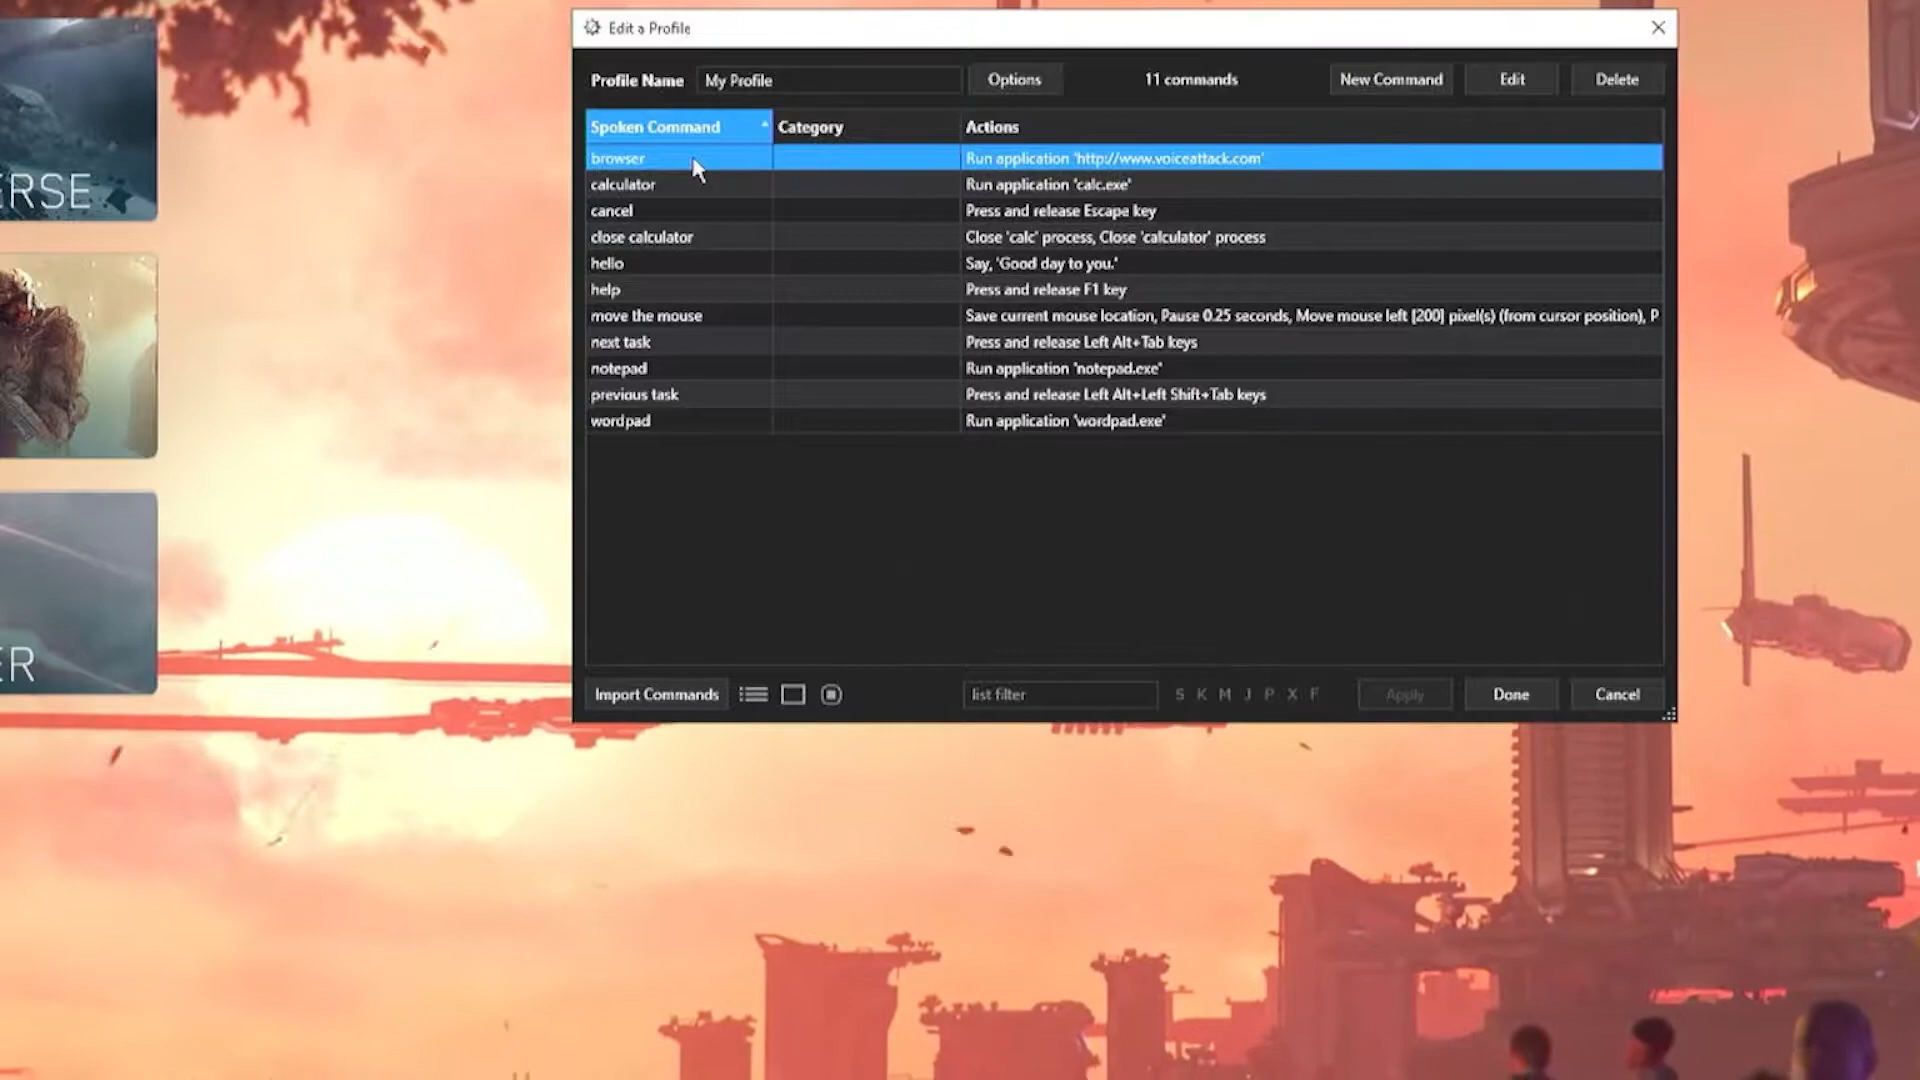 Edit a Profile
Profile Name My Profile Options 11 commands New Command Edit Delete
Spoken Command Category Actions
browser Run application 'http://www.voiceattack.com'
calculator Run application 'calc.exe'
cancel Press and release Escape key
close calculator Close 'calc' process, Close 'calculator' process
hello Say, 'Good day to you.'
help Press and release F1 key
move the mouse Save current mouse location, Pause 0.25 seconds, Move mouse left [200] pixel(s) (from cursor position), P
next task Press and release Left Alt+Tab keys
notepad Run application 'notepad.exe'
previous task Press and release Left Alt+Left Shift+Tab keys
wordpad Run application 'wordpad.exe'
Import Commands list filter S K M J P X F Apply Done Cancel
ERSE
ER